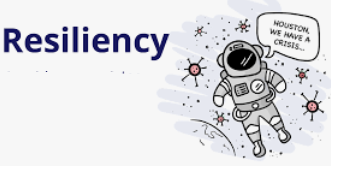 Resiliency
HOUSTON,
WE HAVE A
CRISIS...